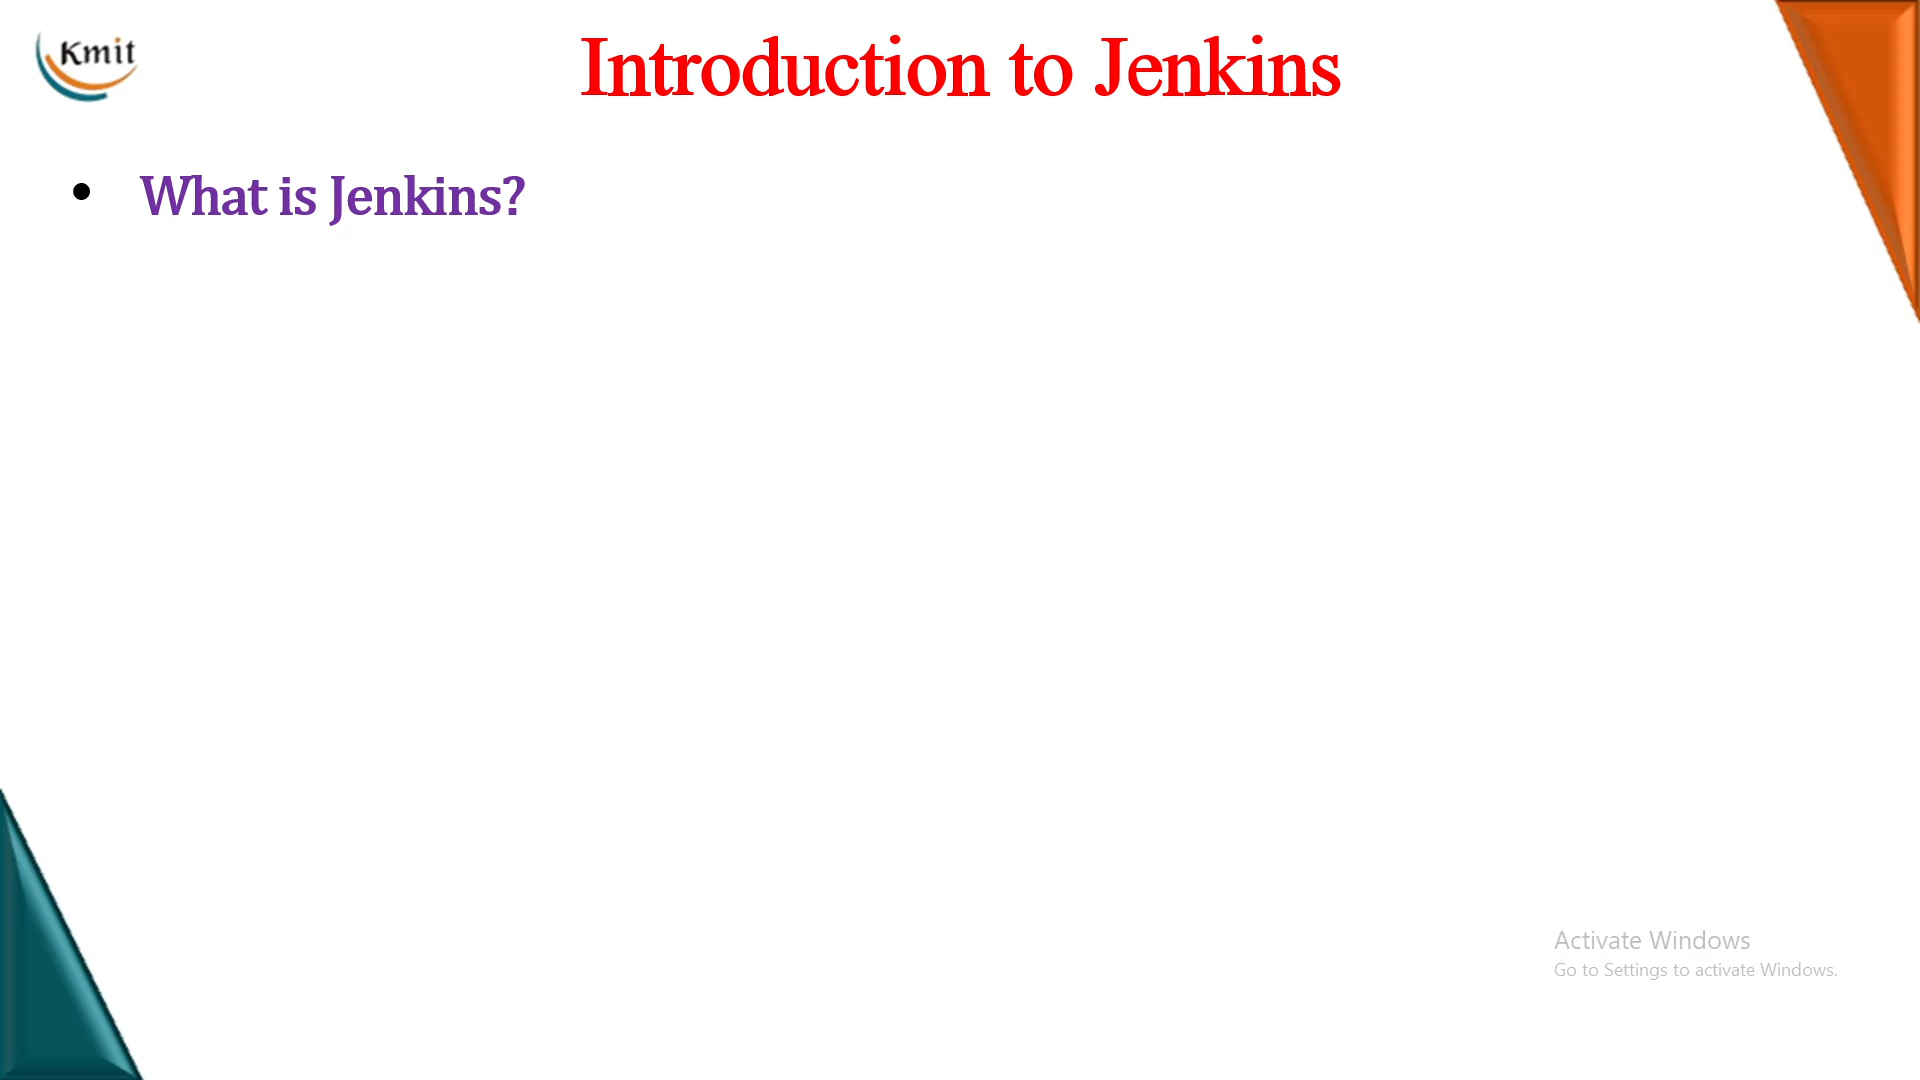 Kmit
Introduction to Jenkins
• What is Jenkins?
Activate Windows
Go to Settings to activate Windows.